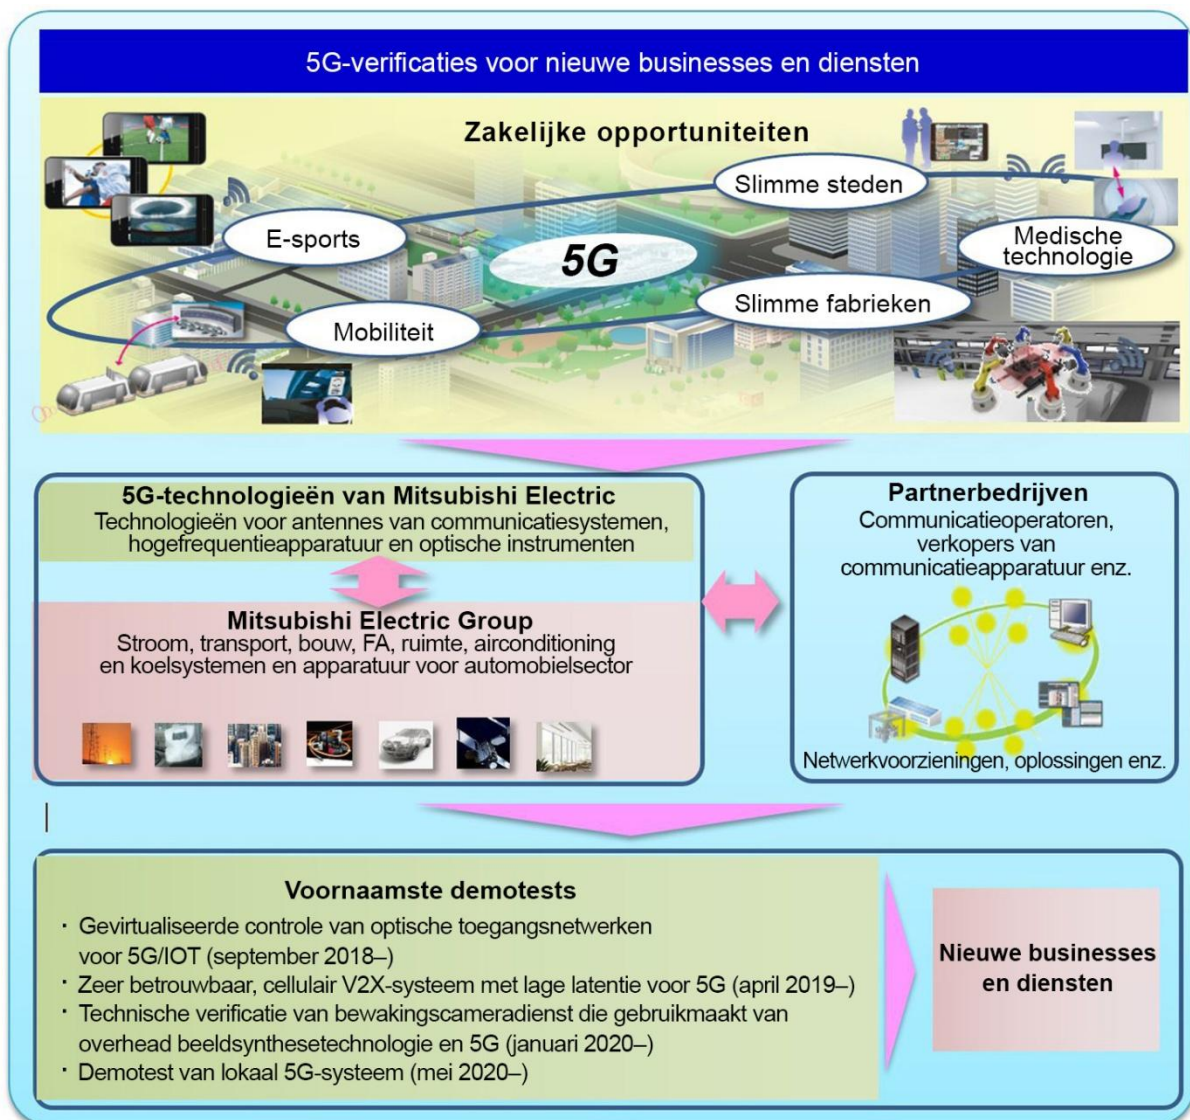 5G-verificaties voor nieuwe businesses en diensten
Zakelijke opportuniteiten
Slimme steden
E-sports
5G
Medische
technologie
Slimme fabrieken
Mobiliteit
5G-technologieën van Mitsubishi Electric
Technologieën voor antennes van communicatiesystemen,
hogefrequentieapparatuur en optische instrumenten
Mitsubishi Electric Group
Stroom, transport, bouw, FA, ruimte, airconditioning
en koelsystemen en apparatuur voor automobielsector
Partnerbedrijven
Communicatieoperatoren,
verkopers van
communicatieapparatuur enz.
Netwerkvoorzieningen, oplossingen enz.
Voornaamste demotests
· Gevirtualiseerde controle van optische toegangsnetwerken
voor 5G/IOT (september 2018–)
· Zeer betrouwbaar, cellulair V2X-systeem met lage latentie voor 5G (april 2019–)
· Technische verificatie van bewakingscameradienst die gebruikmaakt van
overhead beeldsynthesetechnologie en 5G (januari 2020–)
· Demotest van lokaal 5G-systeem (mei 2020–)
Nieuwe businesses
en diensten